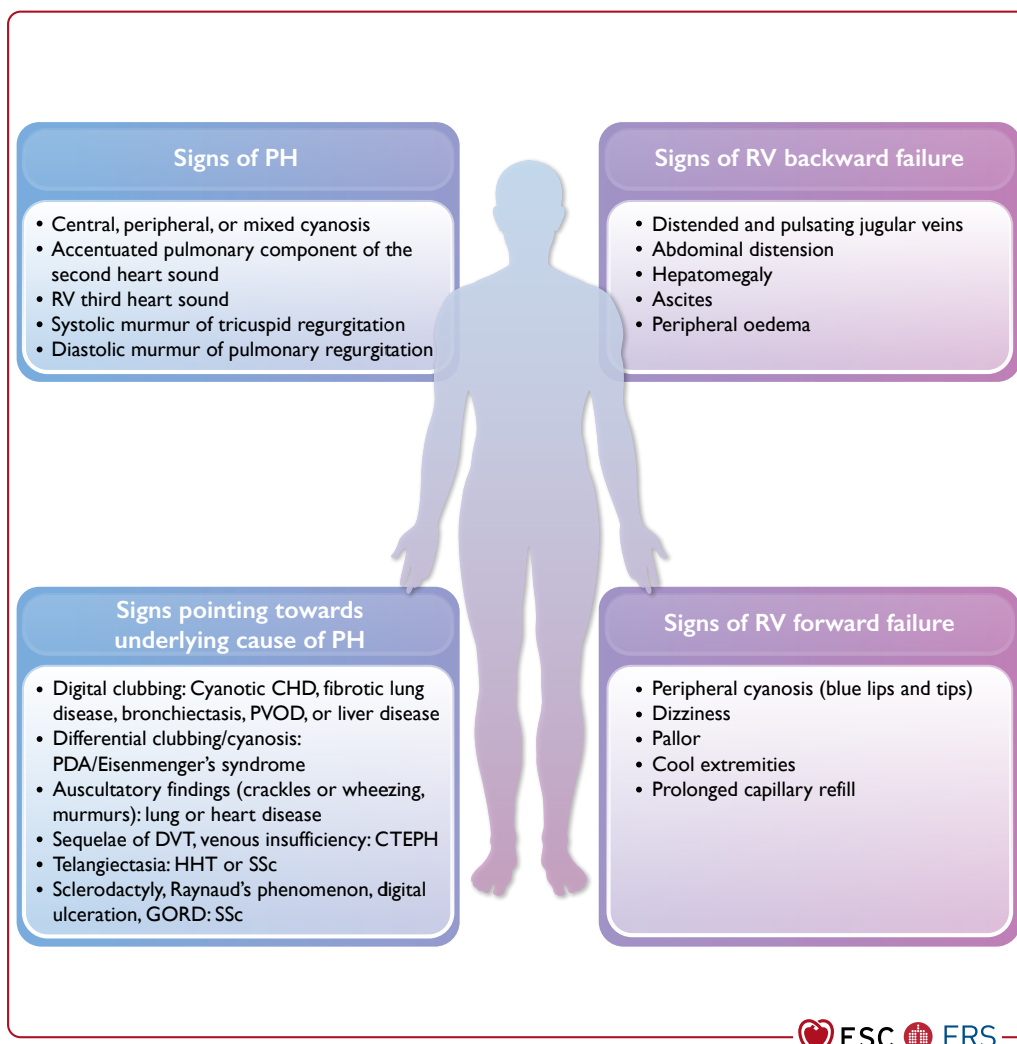 Signs of PH
• Central, peripheral, or mixed cyanosis
• Accentuated pulmonary component of the
second heart sound
• RV third heart sound
• Systolic murmur of tricuspid regurgitation
• Diastolic murmur of pulmonary regurgitation
Signs of RV backward failure
• Distended and pulsating jugular veins
• Abdominal distension
• Hepatomegaly
• Ascites
• Peripheral oedema
Signs pointing towards
underlying cause of PH
• Digital clubbing: Cyanotic CHD, fibrotic lung
disease, bronchiectasis, PVOD, or liver disease
• Differential clubbing/cyanosis:
PDA/Eisenmenger’s syndrome
• Auscultatory findings (crackles or wheezing,
murmurs): lung or heart disease
• Sequelae of DVT, venous insufficiency: CTEPH
• Telangiectasia: HHT or SSc
• Sclerodactyly, Raynaud’s phenomenon, digital
ulceration, GORD: SSc
Signs of RV forward failure
• Peripheral cyanosis (blue lips and tips)
• Dizziness
• Pallor
• Cool extremities
• Prolonged capillary refill
ESC ERS